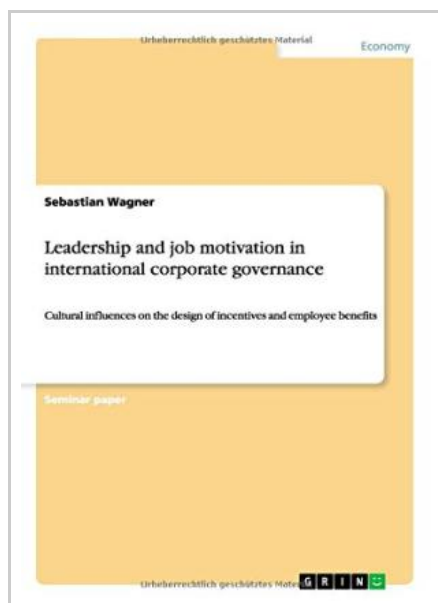 Urheberrechtlich geschütztes Material
Economy
Sebastian Wagner
Leadership and job motivation in
international corporate governance
Cultural influences on the design of incentives and employee benefits
Seminar paper
Urheberrechtlich geschütztes Mater
GRIN